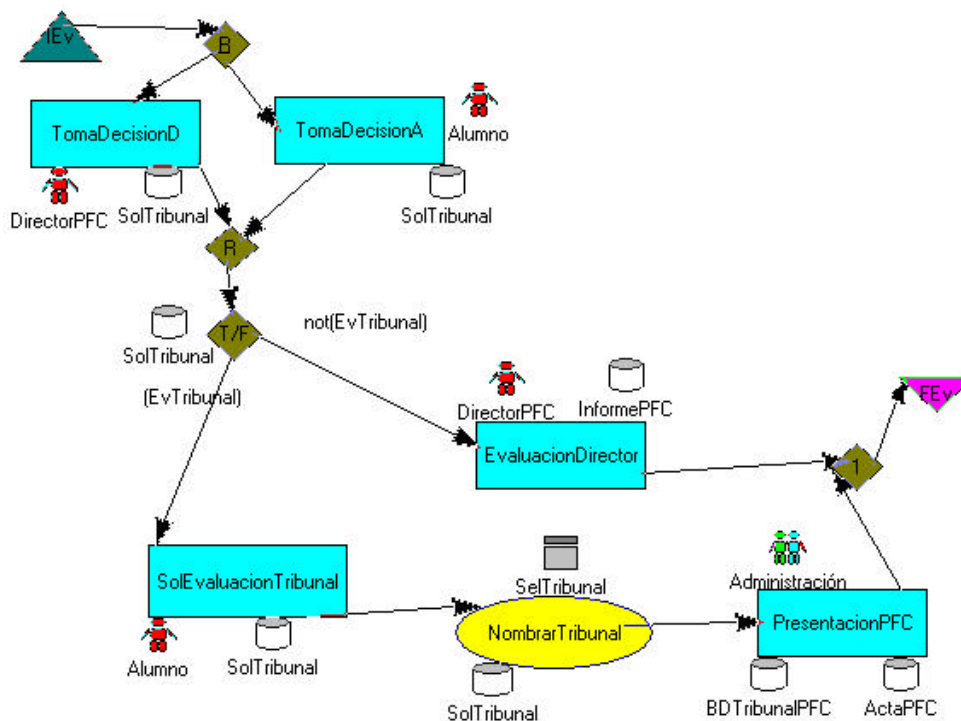 IEv
B
TomaDecisionD
TomaDecisionA
Alumno
DirectorPFC
SolTribunal
SolTribunal
R
SolTribunal
T/F
not(EvTribunal)
(EvTribunal)
DirectorPFC
InformePFC
FEv
EvaluacionDirector
1
SolEvaluacionTribunal
SelTribunal
Administración
NombrarTribunal
PresentacionPFC
Alumno
SolTribunal
SolTribunal
BDTribunalPFC
ActaPFC